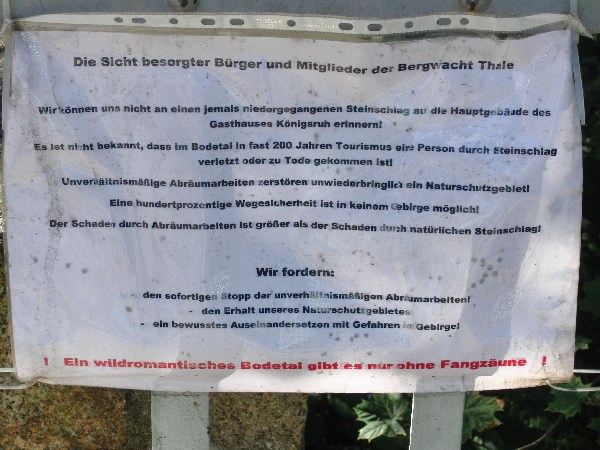 Die Sicht besorgter Bürger und Mitglieder der Bergwacht Thale
Wir können uns nicht an einen jemals niedergegangenen Steinschlag auf die Hauptgebäude des
Gasthauses Königsruh erinnern!
Es ist nicht bekannt, dass im Bodetal in fast 200 Jahren Tourismus eine Person durch Steinschlag
verletzt oder zu Tode gekommen ist!
Unverhältnismäßige Abräumarbeiten zerstören unwiederbringlich ein Naturschutzgebiet!
Eine hundertprozentige Wegesicherheit ist in keinem Gebirge möglich!
Der Schaden durch Abräumarbeiten ist größer als der Schaden durch natürlichen Steinschlag!
Wir fordern:
den sofortigen Stopp der unverhältnismäßigen Abräumarbeiten!
- den Erhalt unseres Naturschutzgebietes
- ein bewusstes Auseinandersetzen mit Gefahren im Gebirge!
! Ein wildromantisches Bodetal gibt es nur ohne Fangzäune !